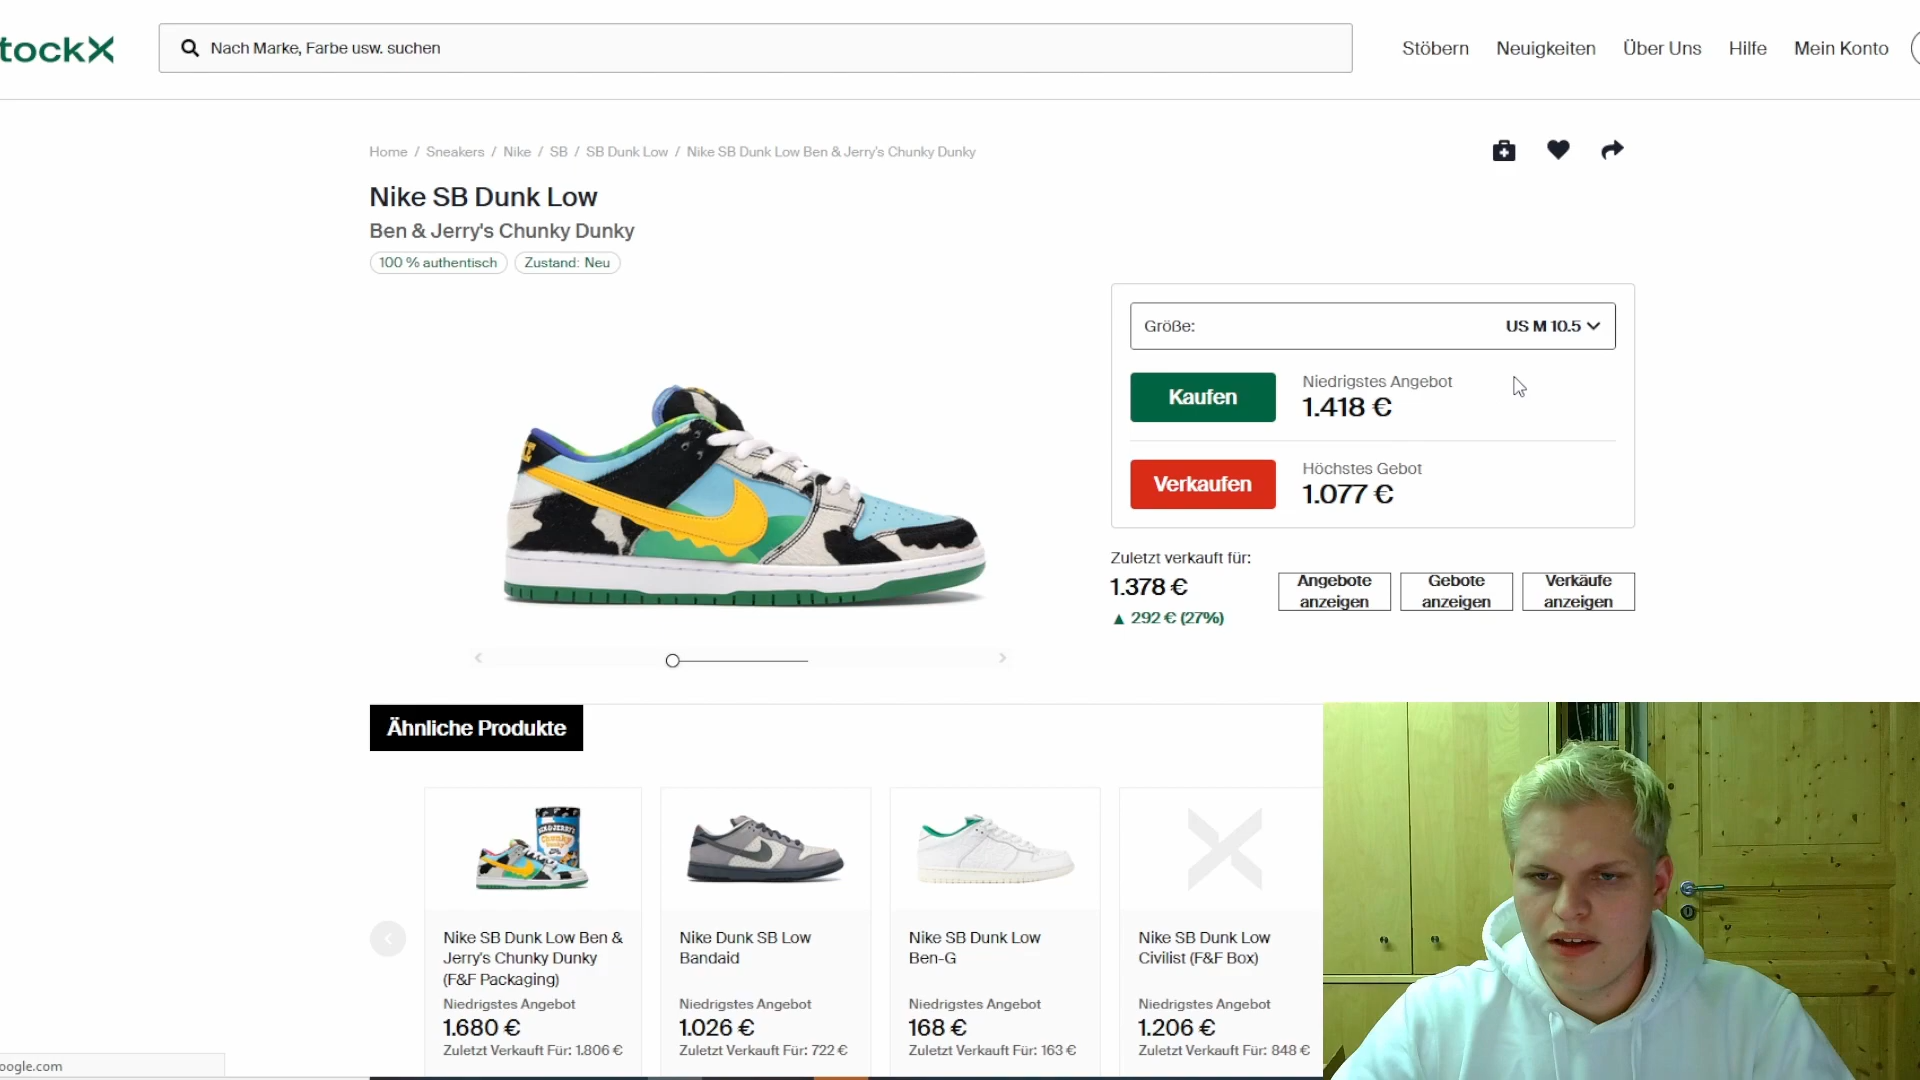 tockX
Nach Marke, Farbe usw. suchen
Stöbern Neuigkeiten Über Uns Hilfe Mein Konto
Home / Sneakers / Nike / SB / SB Dunk Low / Nike SB Dunk Low Ben & Jerry's Chunky Dunky
Nike SB Dunk Low
Ben & Jerry's Chunky Dunky
100 % authentisch Zustand: Neu
Größe: US M 10.5
Kaufen
Niedrigstes Angebot
1.418 €
Verkaufen
Höchstes Gebot
1.077 €
Zuletzt verkauft für:
1.378 €
▲ 292 € (27%)
Angebote
anzeigen
Gebote
anzeigen
Verkäufe
anzeigen
Ähnliche Produkte
Nike SB Dunk Low Ben &
Jerry's Chunky Dunky
(F&F Packaging)
Niedrigstes Angebot
1.680 €
Zuletzt Verkauft Für: 1.806 €
Nike Dunk SB Low
Bandaid
Niedrigstes Angebot
1.026 €
Zuletzt Verkauft Für: 722 €
Nike SB Dunk Low
Ben-G
Niedrigstes Angebot
168 €
Zuletzt Verkauft Für: 163 €
Nike SB Dunk Low
Civilist (F&F Box)
Niedrigstes Angebot
1.206 €
Zuletzt Verkauft Für: 848 €
oogle.com